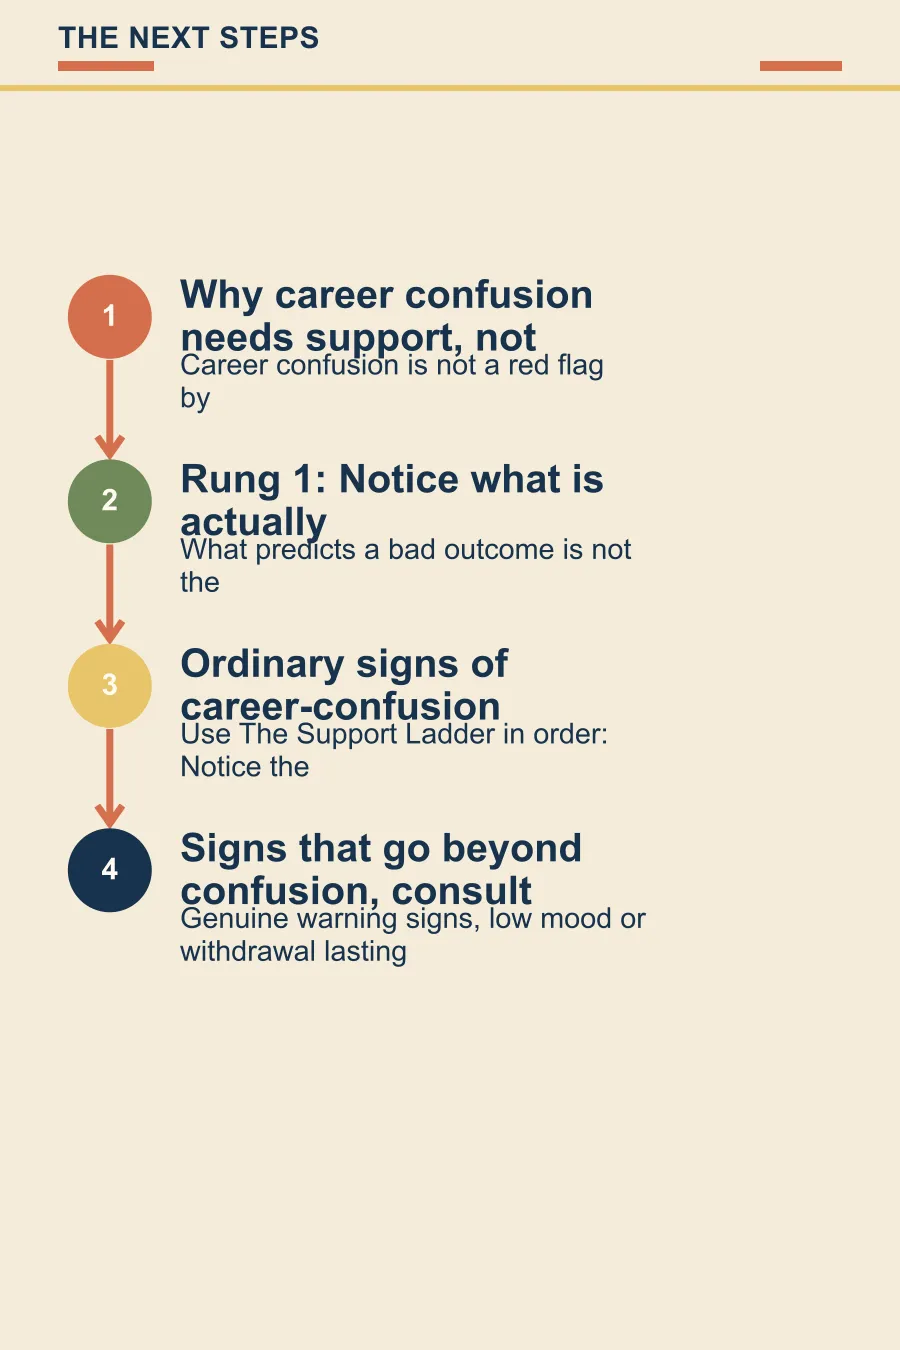 THE NEXT STEPS
1
Why career confusion
needs support, not
Career confusion is not a red flag
by
2
Rung 1: Notice what is
actually
What predicts a bad outcome is not
the
3
Ordinary signs of
career-confusion
Use The Support Ladder in order:
Notice the
4
Signs that go beyond
confusion, consult
Genuine warning signs, low mood or
withdrawal lasting